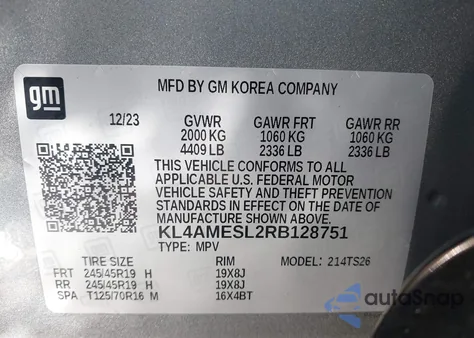 gm
MFD BY GM KOREA COMPANY
12/23 GVWR GAWR FRT GAWR RR
2000 KG 1060 KG 1060 KG
4409 LB 2336 LB 2336 LB
THIS VEHICLE CONFORMS TO ALL
APPLICABLE U.S. FEDERAL MOTOR
VEHICLE SAFETY AND THEFT PREVENTION
STANDARDS IN EFFECT ON THE DATE OF
MANUFACTURE SHOWN ABOVE.
KL4AMESL2RB128751
TYPE: MPV
TIRE SIZE RIM MODEL: 214TS26
FRT 245/45R19 H 19X8J
RR 245/45R19 H 19X8J
SPA T125/70R16 M 16X4BT
autoSnap